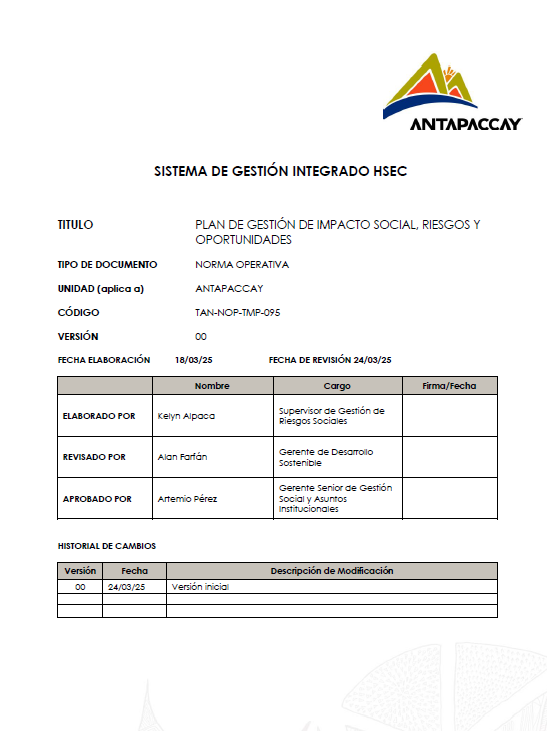 ANTAPACCAY
SISTEMA DE GESTIÓN INTEGRADO HSEC
TITULO PLAN DE GESTIÓN DE IMPACTO SOCIAL, RIESGOS Y
OPORTUNIDADES
TIPO DE DOCUMENTO NORMA OPERATIVA
UNIDAD (aplica a) ANTAPACCAY
CÓDIGO TAN-NOP-TMP-095
VERSIÓN 00
FECHA ELABORACIÓN 18/03/25 FECHA DE REVISIÓN 24/03/25
Nombre Cargo Firma/Fecha
ELABORADO POR Kelyn Alpaca Supervisor de Gestión de
Riesgos Sociales
REVISADO POR Alan Farfán Gerente de Desarrollo
Sostenible
APROBADO POR Artemio Pérez Gerente Senior de Gestión
Social y Asuntos
Institucionales
HISTORIAL DE CAMBIOS
Versión Fecha Descripción de Modificación
00 24/03/25 Versión inicial